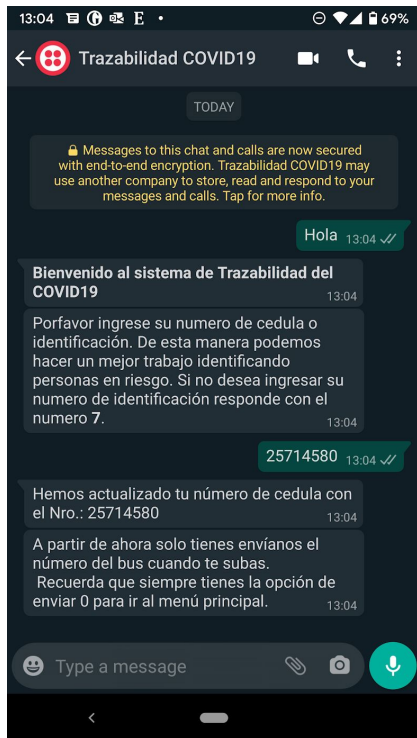 13:04 E • 69%
Trazabilidad COVID19
TODAY
Messages to this chat and calls are now secured
with end-to-end encryption. Trazabilidad COVID19 may
use another company to store, read and respond to your
messages and calls. Tap for more info.
Hola 13:04
Bienvenido al sistema de Trazabilidad del
COVID19
13:04
Porfavor ingrese su numero de cedula o
identificación. De esta manera podemos
hacer un mejor trabajo identificando
personas en riesgo. Si no desea ingresar su
numero de identificación responde con el
numero 7.
13:04
25714580 13:04
Hemos actualizado tu número de cedula con
el Nro.: 25714580
13:04
A partir de ahora solo tienes envíanos el
número del bus cuando te subas.
Recuerda que siempre tienes la opción de
enviar 0 para ir al menú principal.
13:04
Type a message